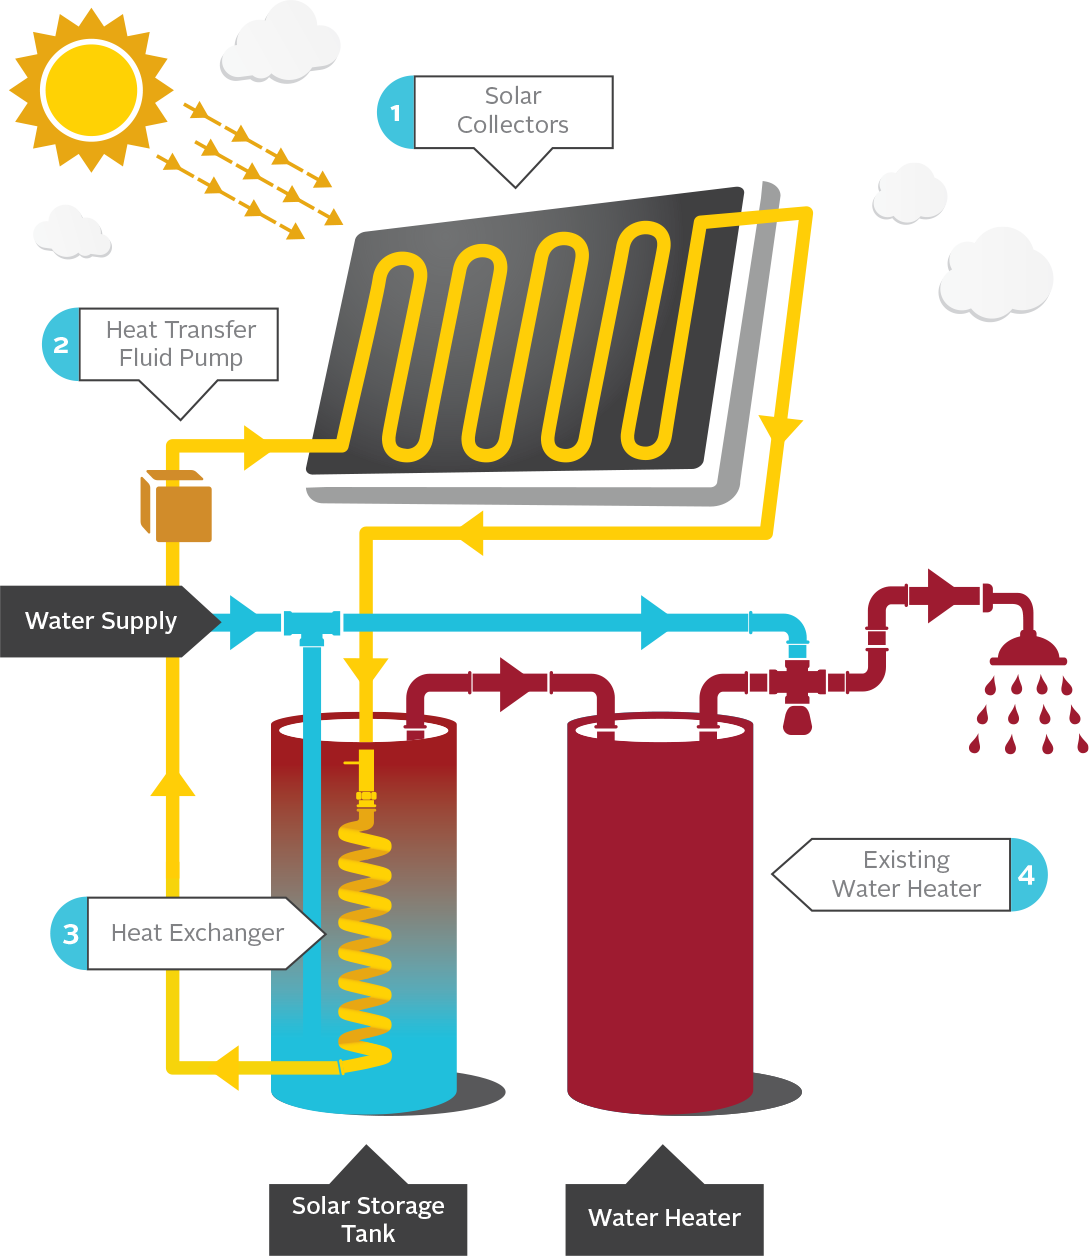 1
Solar
Collectors
2
Heat Transfer
Fluid Pump
Water Supply
Existing
Water Heater
4
3
Heat Exchanger
Solar Storage
Tank
Water Heater